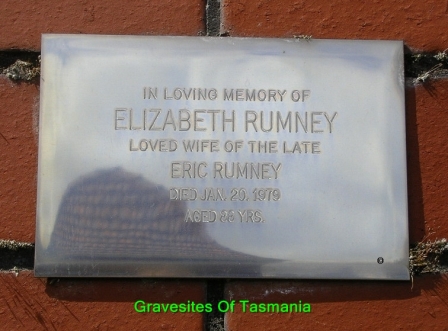 IN LOVING MEMORY OF
ELIZABETH RUMNEY
LOVED WIFE OF THE LATE
ERIC RUMNEY
DIED JAN. 29, 1979
AGED YRS.
Gravesites Of Tasmania